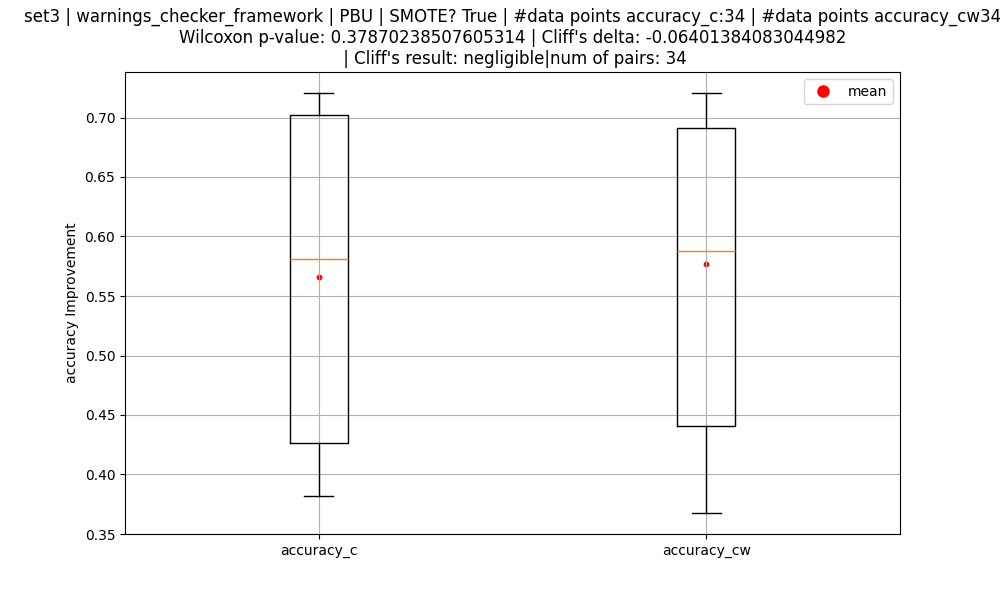 set3 | warnings_checker_framework | PBU | SMOTE? True | #data points accuracy_c:34 | #data points accuracy_cw34
Wilcoxon p-value: 0.37870238507605314 | Cliff's delta: -0.06401384083044982
| Cliff's result: negligible|num of pairs: 34
mean
0.70
0.65
0.60
0.55
0.50
0.45
0.40
0.35
accuracy Improvement
accuracy_c
accuracy_cw